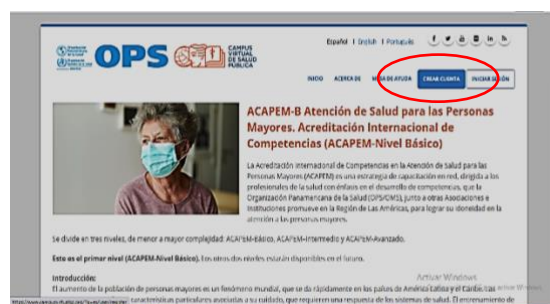 Español | English | Portugués
OPS
CAMPUS
VIRTUAL
DE SALUD
PÚBLICA
INICIO ACERCA DE MESA DE AYUDA CREAR CUENTA INICIAR SESIÓN
ACAPEM-B Atención de Salud para las Personas
Mayores. Acreditación Internacional de
Competencias (ACAPEM-Nivel Básico)
La Acreditación Internacional de Competencias en la Atención de Salud para las
Personas Mayores (ACAPEM) es una estrategia de capacitación en red, dirigida a los
profesionales de la salud con énfasis en el desarrollo de competencias, que la
Organización Panamericana de la Salud (OPS/OMS), junto a otras Asociaciones e
Instituciones promueve en la Región de Las Américas, para lograr su idoneidad en la
atención a las personas mayores.
Se divide en tres niveles, de menor a mayor complejidad: ACAPEM-Básico, ACAPEM-Intermedio y ACAPEM-Avanzado.
Este es el primer nivel (ACAPEM-Nivel Básico). Los otros dos niveles estarán disponibles en el futuro.
Introducción:
El aumento de la población de personas mayores es un fenómeno mundial, que se da rápidamente en los países de América Latina y el Caribe. Las
características particulares asociadas a su cuidado, que requieren una respuesta de los sistemas de salud. El entrenamiento de
Activar Windows